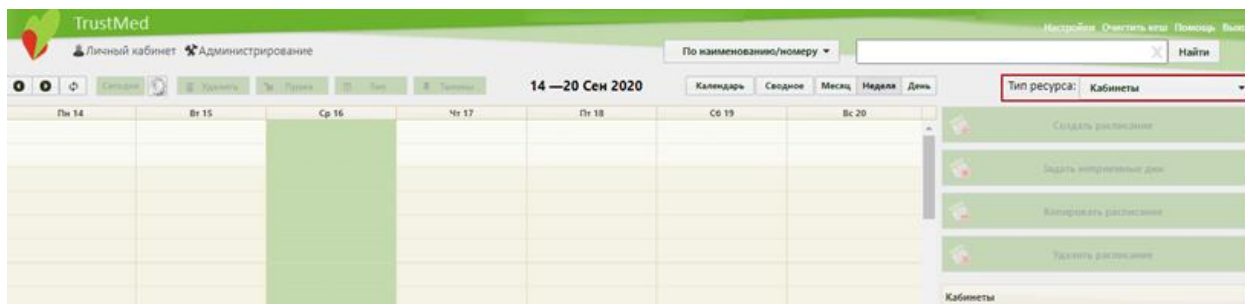 TrustMed
Настройки Очистить кеш Помощь
Личный кабинет Администрирование
По наименованию/номеру
Найти
Сегодня Удалить
14 —20 Сен 2020
Календарь Сводное Месяц Неделя День
Тип ресурса: Кабинеты
Пн 14 Вт 15 Ср 16 Чт 17 Пт 18 Сб 19 Вс 20
Создать расписание
Задать неприемные дни
Копировать расписание
Удалить расписание
Кабинеты